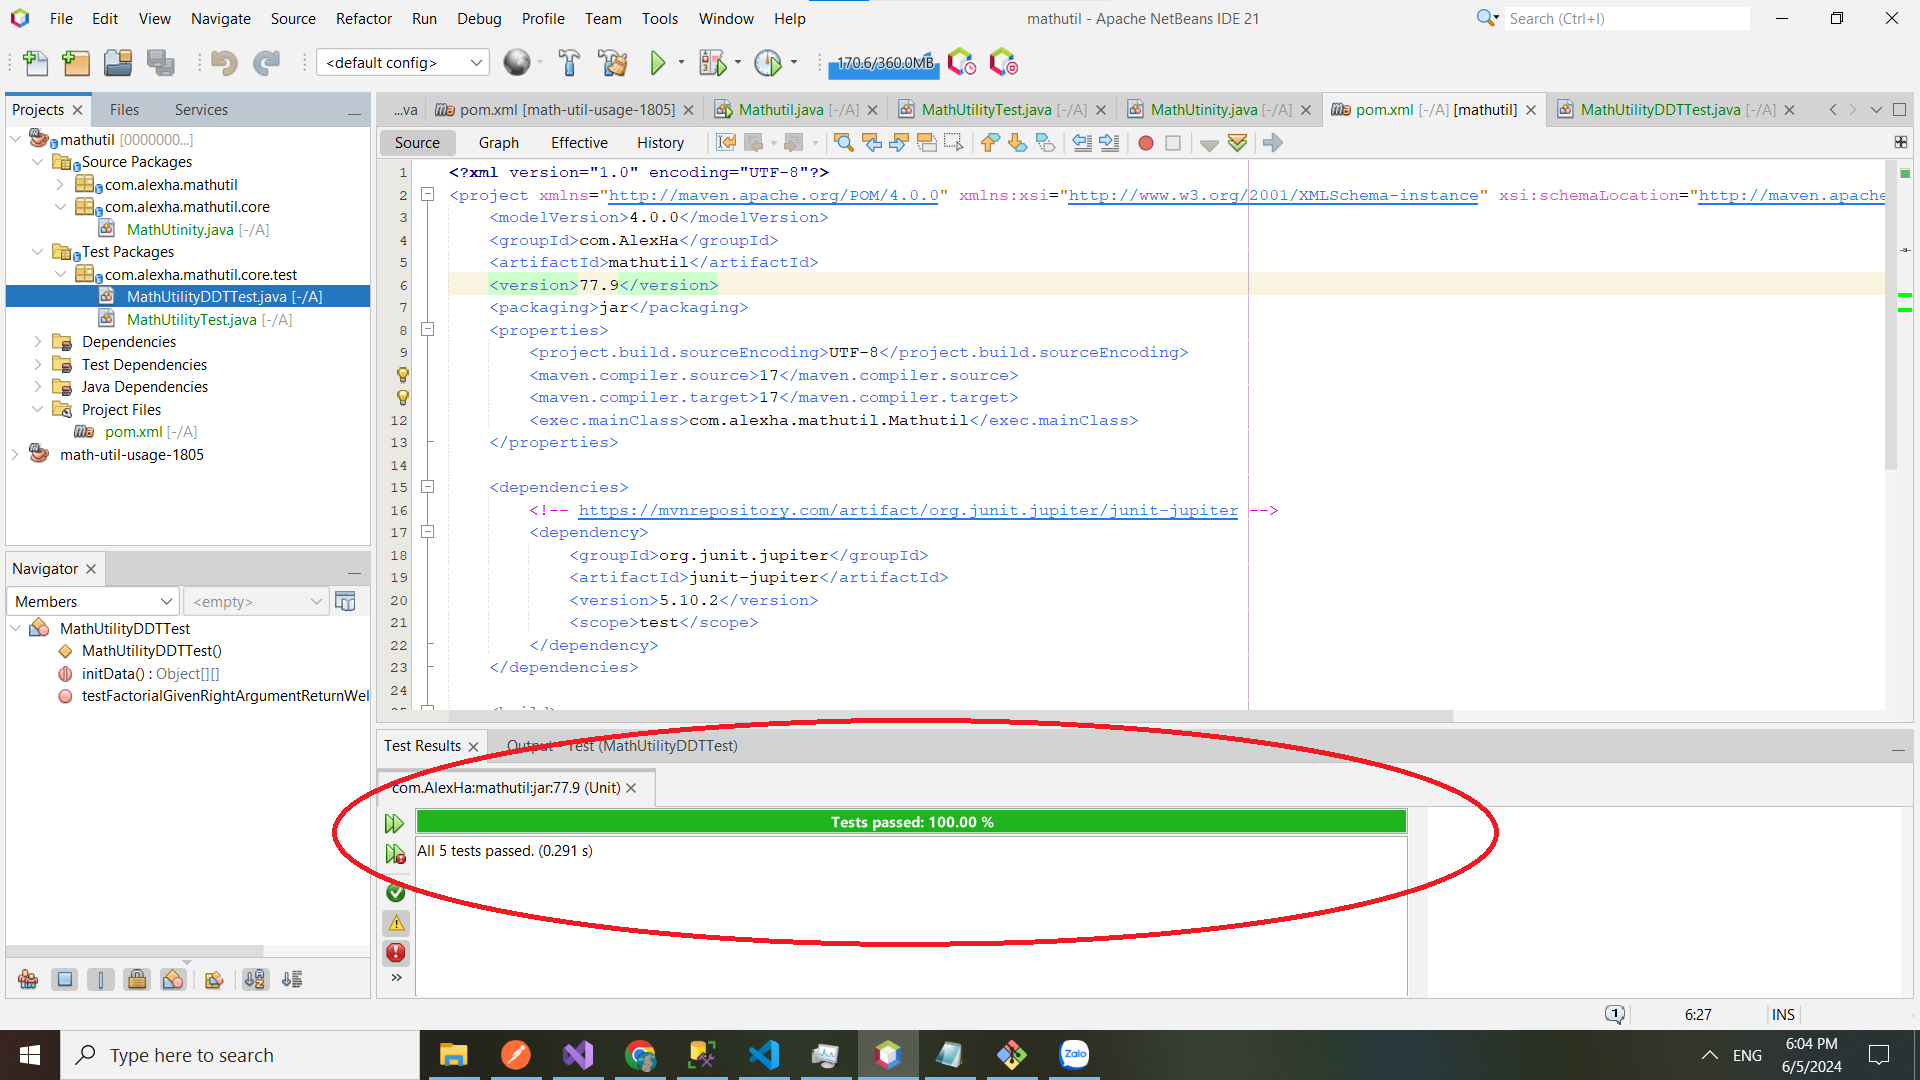 File Edit View Navigate Source Refactor Run Debug Profile Team Tools Window Help
mathutil - Apache NetBeans IDE 21
Search (Ctrl+I)
<default config>
170.6/360.0MB
Projects
Files
Services
mathutil [0000000...]
Source Packages
com.alexha.mathutil
com.alexha.mathutil.core
MathUtinity.java [-/A]
Test Packages
com.alexha.mathutil.core.test
MathUtilityDDTTest.java [-/A]
MathUtilityTest.java [-/A]
Dependencies
Test Dependencies
Java Dependencies
Project Files
pom.xml [-/A]
math-util-usage-1805
Navigator
Members
<empty>
MathUtilityDDTTest
MathUtilityDDTTest()
initData() : Object[][]
testFactorialGivenRightArgumentReturnWel
...va
pom.xml [math-util-usage-1805]
Mathutil.java [-/A]
MathUtilityTest.java [-/A]
MathUtinity.java [-/A]
pom.xml [-/A] [mathutil]
MathUtilityDDTTest.java [-/A]
Source Graph Effective History
1 <?xml version="1.0" encoding="UTF-8"?>
2 <project xmlns="http://maven.apache.org/POM/4.0.0" xmlns:xsi="http://www.w3.org/2001/XMLSchema-instance" xsi:schemaLocation="http://maven.apache
3 <modelVersion>4.0.0</modelVersion>
4 <groupId>com.AlexHa</groupId>
5 <artifactId>mathutil</artifactId>
6 <version>77.9</version>
7 <packaging>jar</packaging>
8 <properties>
9 <project.build.sourceEncoding>UTF-8</project.build.sourceEncoding>
<maven.compiler.source>17</maven.compiler.source>
<maven.compiler.target>17</maven.compiler.target>
12 <exec.mainClass>com.alexha.mathutil.Mathutil</exec.mainClass>
13 </properties>
14
15 <dependencies>
16 <!-- https://mvnrepository.com/artifact/org.junit.jupiter/junit-jupiter -->
17 <dependency>
18 <groupId>org.junit.jupiter</groupId>
19 <artifactId>junit-jupiter</artifactId>
20 <version>5.10.2</version>
21 <scope>test</scope>
22 </dependency>
23 </dependencies>
24
Test Results
Output - Test (MathUtilityDDTTest)
com.AlexHa:mathutil:jar:77.9 (Unit)
Tests passed: 100.00 %
All 5 tests passed. (0.291 s)
1
6:27
INS
Type here to search
Zalo
ENG
6:04 PM
6/5/2024